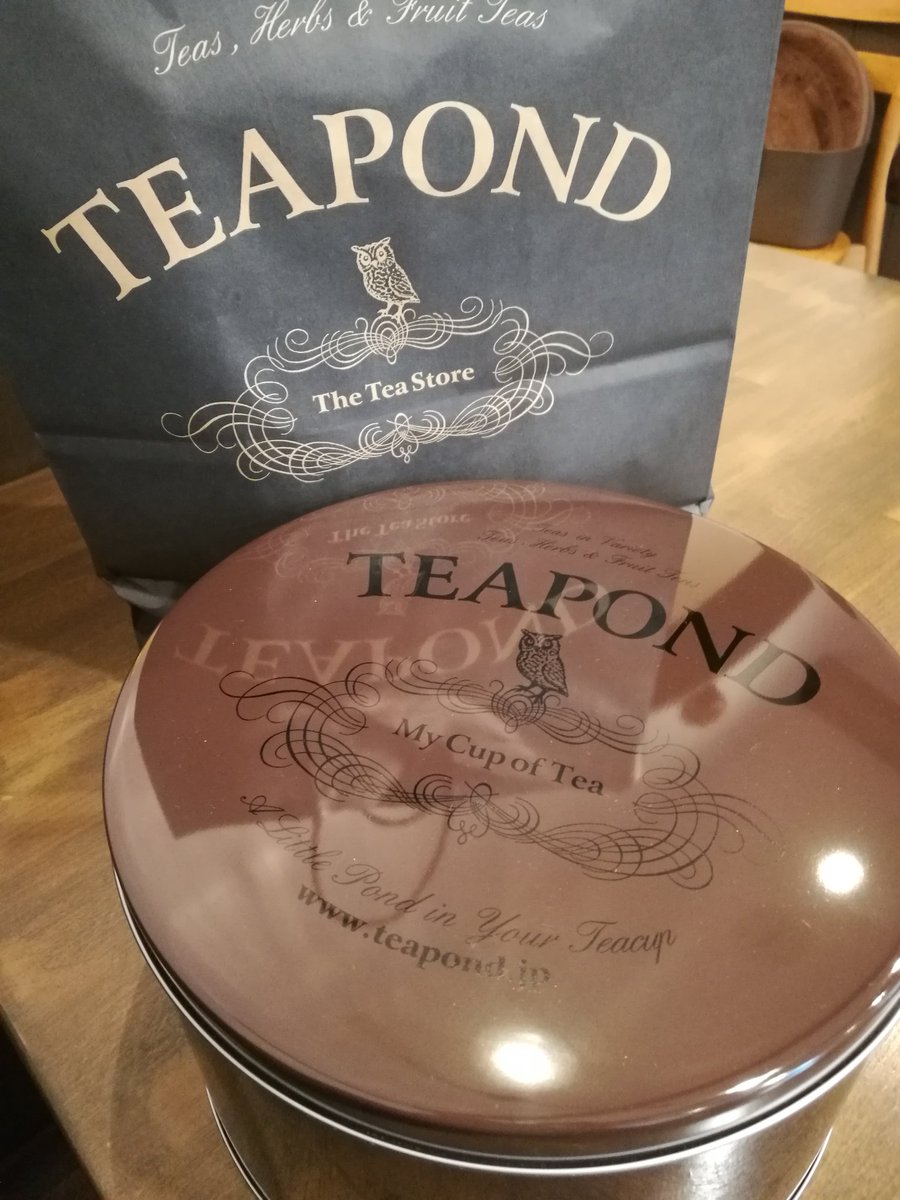 Teas, Herbs & Fruit Teas
TEAPOND
The Tea Store
Teas in Variety
Teas, Herbs & Fruit Teas
TEAPOND
My Cup of Tea
A Little Pond in Your Teacup
www.teapond.jp